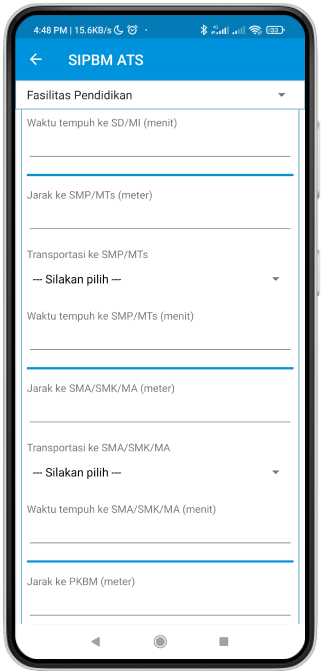 4:48 PM | 15.6KB/s
SIPBM ATS
Fasilitas Pendidikan
Waktu tempuh ke SD/MI (menit)
Jarak ke SMP/MTs (meter)
Transportasi ke SMP/MTs
--- Silakan pilih ---
Waktu tempuh ke SMP/MTs (menit)
Jarak ke SMA/SMK/MA (meter)
Transportasi ke SMA/SMK/MA
--- Silakan pilih ---
Waktu tempuh ke SMA/SMK/MA (menit)
Jarak ke PKBM (meter)